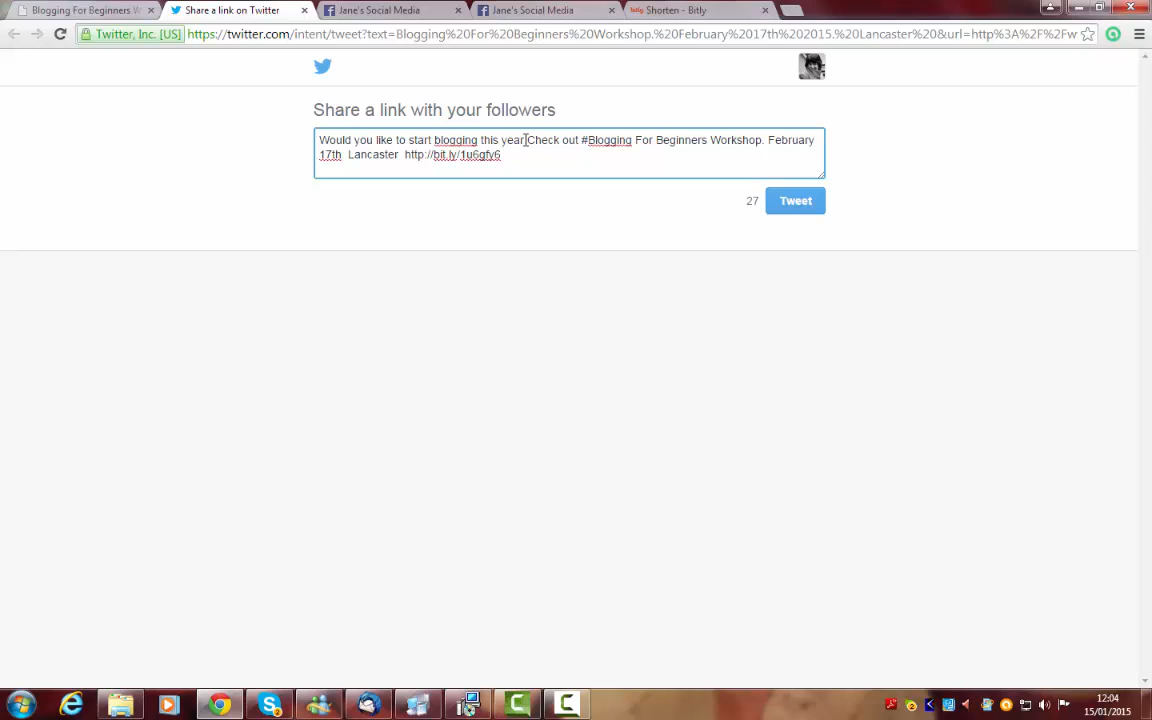 Blogging For Beginners W
Share a link on Twitter
Jane's Social Media
Jane's Social Media
Shorten - Bitly
Twitter, Inc. [US]
https://twitter.com/intent/tweet?text=Blogging%20For%20Beginners%20Workshop.%20February%2017th%202015.%20Lancaster%20&url=http%3A%2F%2Fw
Share a link with your followers
Would you like to start blogging this year Check out #Blogging For Beginners Workshop. February
17th Lancaster http://bit.ly/1u6gfy6
27
Tweet
12:04
15/01/2015